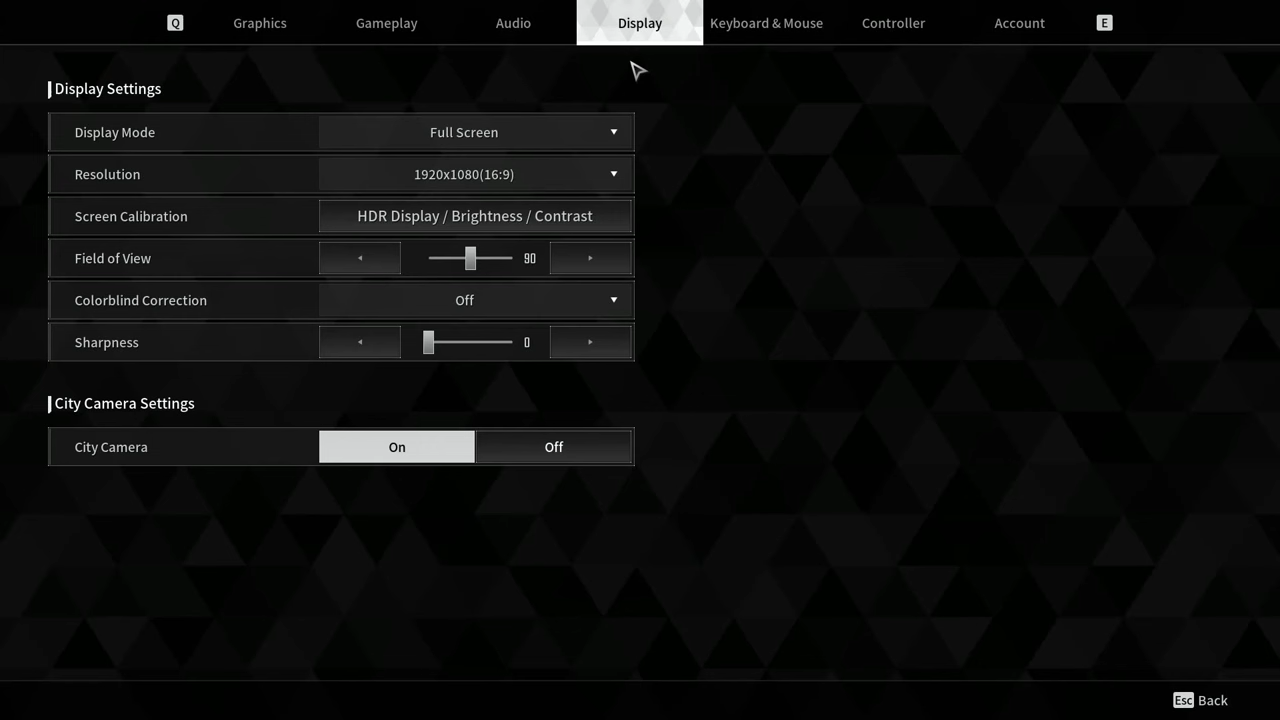 Q Graphics Gameplay Audio Display Keyboard & Mouse Controller Account E
Display Settings
Display Mode Full Screen
Resolution 1920x1080(16:9)
Screen Calibration HDR Display / Brightness / Contrast
Field of View 90
Colorblind Correction Off
Sharpness 0
City Camera Settings
City Camera On Off
Esc Back